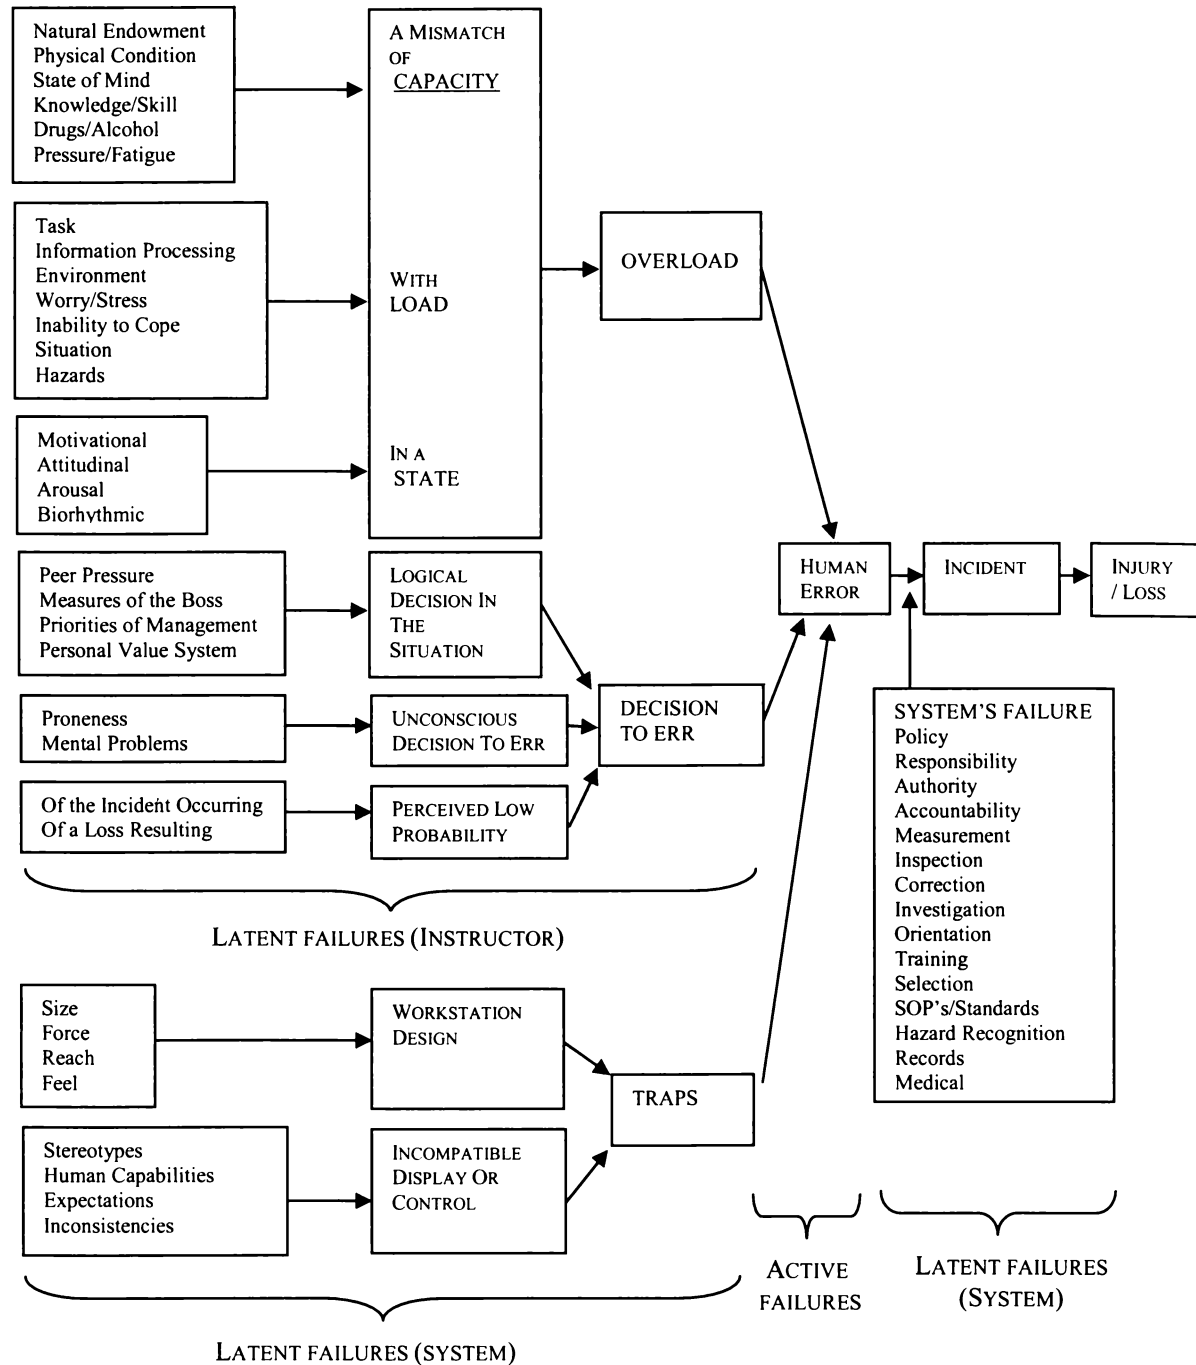 Natural Endowment
Physical Condition
State of Mind
Knowledge/Skill
Drugs/Alcohol
Pressure/Fatigue
A MISMATCH
OF
CAPACITY
Task
Information Processing
Environment
Worry/Stress
Inability to Cope
Situation
Hazards
WITH
LOAD
OVERLOAD
Motivational
Attitudinal
Arousal
Biorhythmic
IN A
STATE
Peer Pressure
Measures of the Boss
Priorities of Management
Personal Value System
LOGICAL
DECISION IN
THE
SITUATION
HUMAN
ERROR
INCIDENT
INJURY
/ LOSS
Proneness
Mental Problems
UNCONSCIOUS
DECISION TO ERR
DECISION
TO ERR
Of the Incident Occurring
Of a Loss Resulting
PERCEIVED LOW
PROBABILITY
SYSTEM'S FAILURE
Policy
Responsibility
Authority
Accountability
Measurement
Inspection
Correction
Investigation
Orientation
Training
Selection
SOP's/Standards
Hazard Recognition
Records
Medical
LATENT FAILURES (INSTRUCTOR)
Size
Force
Reach
Feel
WORKSTATION
DESIGN
TRAPS
Stereotypes
Human Capabilities
Expectations
Inconsistencies
INCOMPATIBLE
DISPLAY OR
CONTROL
ACTIVE
FAILURES
LATENT FAILURES
(SYSTEM)
LATENT FAILURES (SYSTEM)